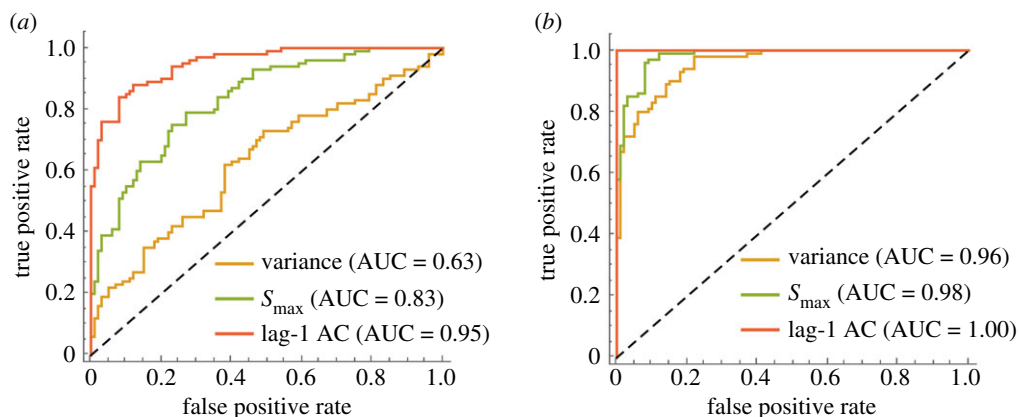 (a)
1.0
0.8
0.6
0.4
0.2
0
true positive rate
variance (AUC = 0.63)
Smax (AUC = 0.83)
lag-1 AC (AUC = 0.95)
0 0.2 0.4 0.6 0.8 1.0
false positive rate
(b)
1.0
0.8
0.6
0.4
0.2
0
true positive rate
variance (AUC = 0.96)
Smax (AUC = 0.98)
lag-1 AC (AUC = 1.00)
0 0.2 0.4 0.6 0.8 1.0
false positive rate